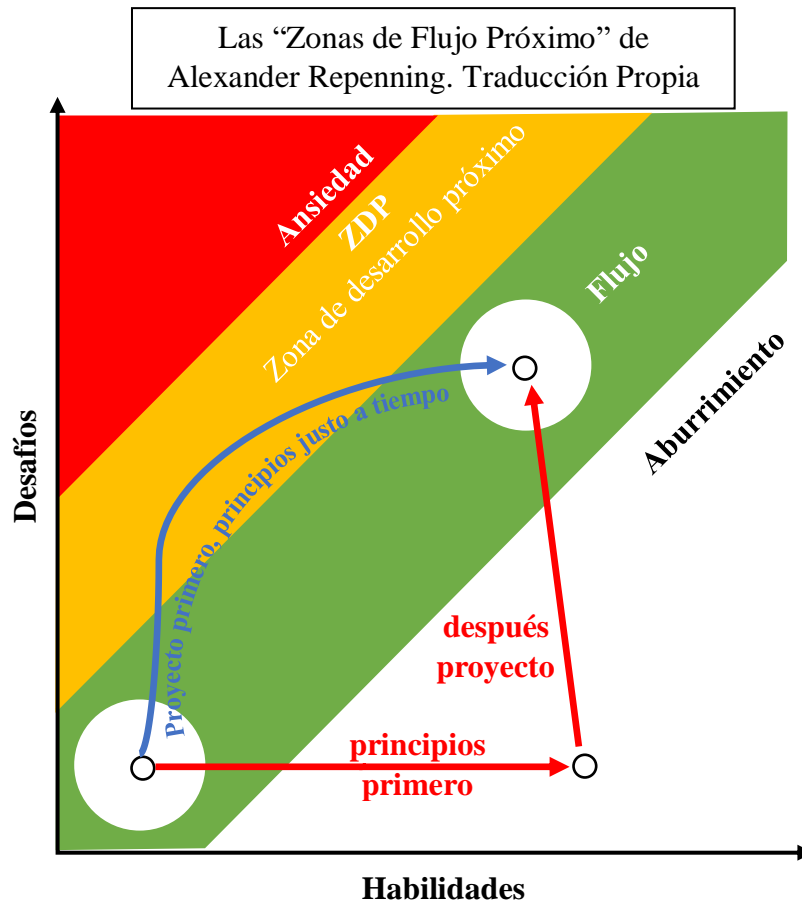 Las “Zonas de Flujo Próximo” de
Alexander Repenning. Traducción Propia
Ansiedad
ZDP
Zona de desarrollo próximo
Flujo
Aburrimiento
Desafíos
Proyecto primero, principios justo a tiempo
después
proyecto
principios
primero
Habilidades